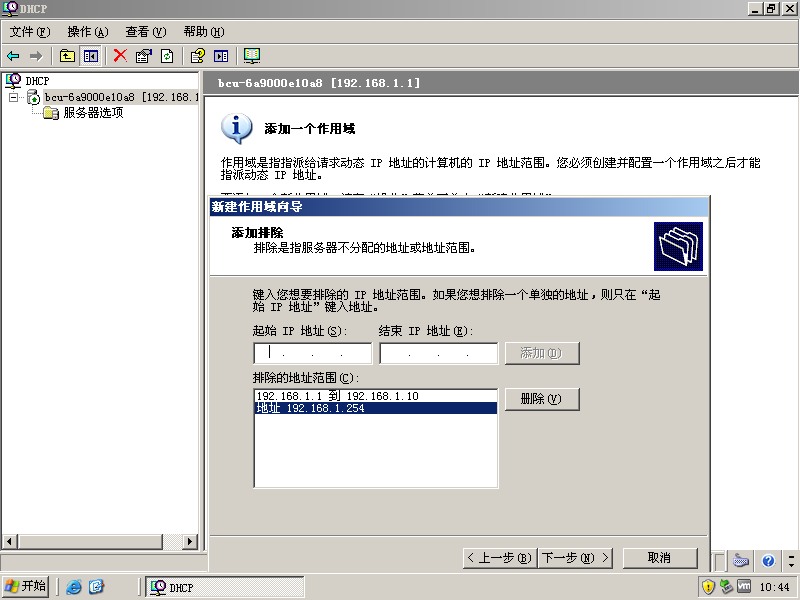 DHCP
文件(F) 操作(A) 查看(V) 帮助(H)
DHCP
bcu-6a9000e10a8 [192.168.1
服务器选项
bcu-6a9000e10a8 [192.168.1.1]
添加一个作用域
作用域是指指派给请求动态 IP 地址的计算机的 IP 地址范围。您必须创建并配置一个作用域之后才能
指派动态 IP 地址。
新建作用域向导
添加排除
排除是指服务器不分配的地址或地址范围。
键入您想要排除的 IP 地址范围。如果您想排除一个单独的地址，则只在“起
始 IP 地址”键入地址。
起始 IP 地址(S): 结束 IP 地址(E):
添加(D)
排除的地址范围(C):
192.168.1.1 到 192.168.1.10
地址 192.168.1.254
删除(V)
< 上一步(B) 下一步(N) > 取消
开始 DHCP 10:44